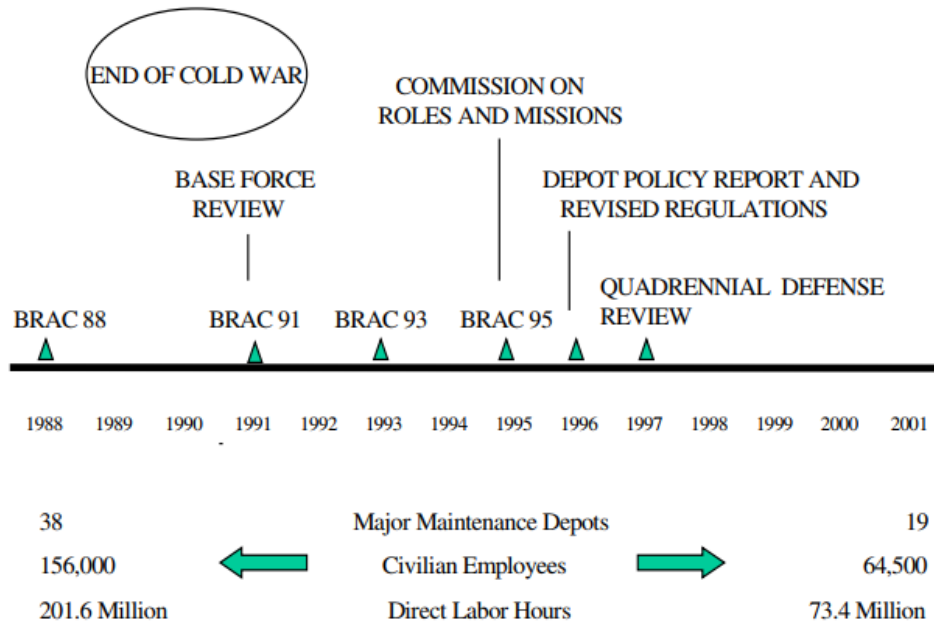 END OF COLD WAR
COMMISSION ON
ROLES AND MISSIONS
BASE FORCE
REVIEW
DEPOT POLICY REPORT AND
REVISED REGULATIONS
QUADRENNIAL DEFENSE
REVIEW
BRAC 88
BRAC 91
BRAC 93
BRAC 95
1988 1989 1990 1991 1992 1993 1994 1995 1996 1997 1998 1999 2000 2001
38 Major Maintenance Depots 19
156,000 Civilian Employees 64,500
201.6 Million Direct Labor Hours 73.4 Million